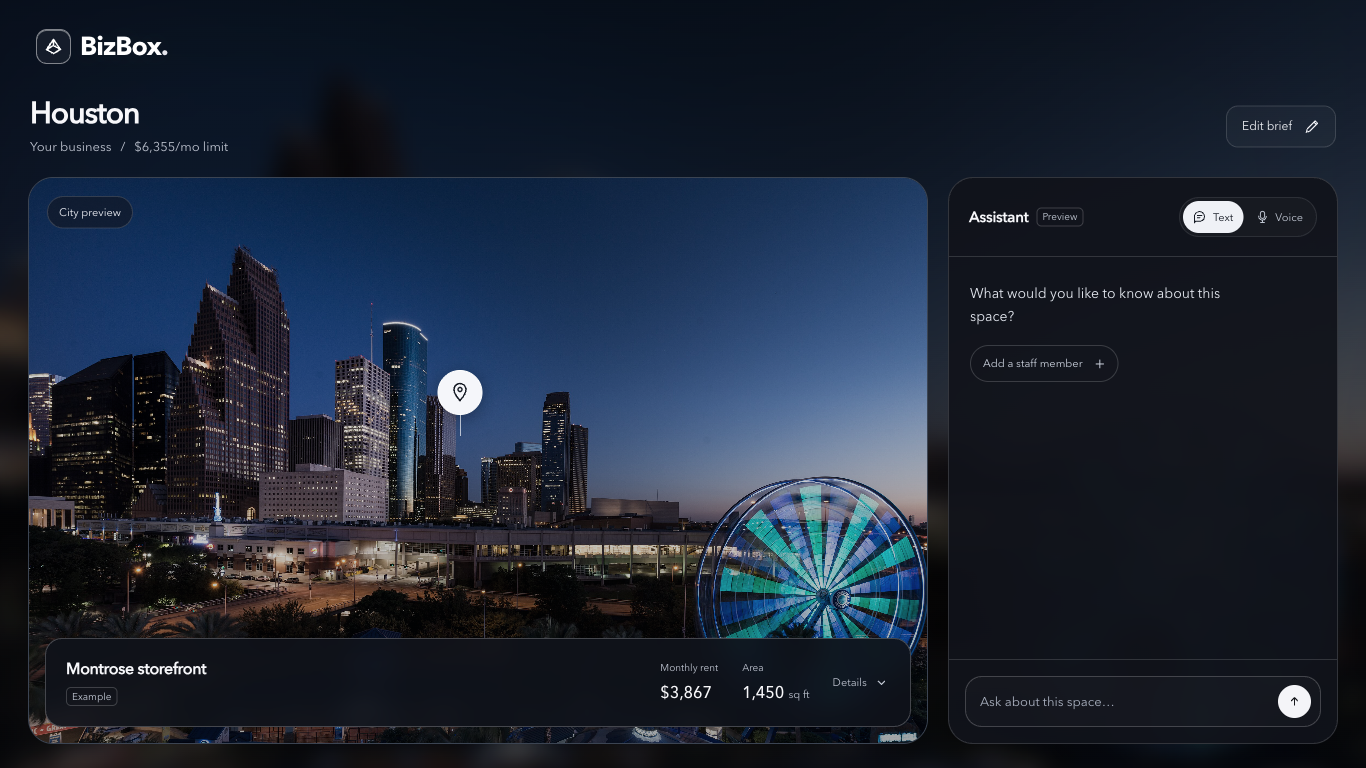 BizBox.
Houston
Your business / $6,355/mo limit
Edit brief
City preview
Montrose storefront
Example
Monthly rent
$3,867
Area
1,450 sq ft
Details
Assistant
Preview
Text
Voice
What would you like to know about this
space?
Add a staff member
Ask about this space…